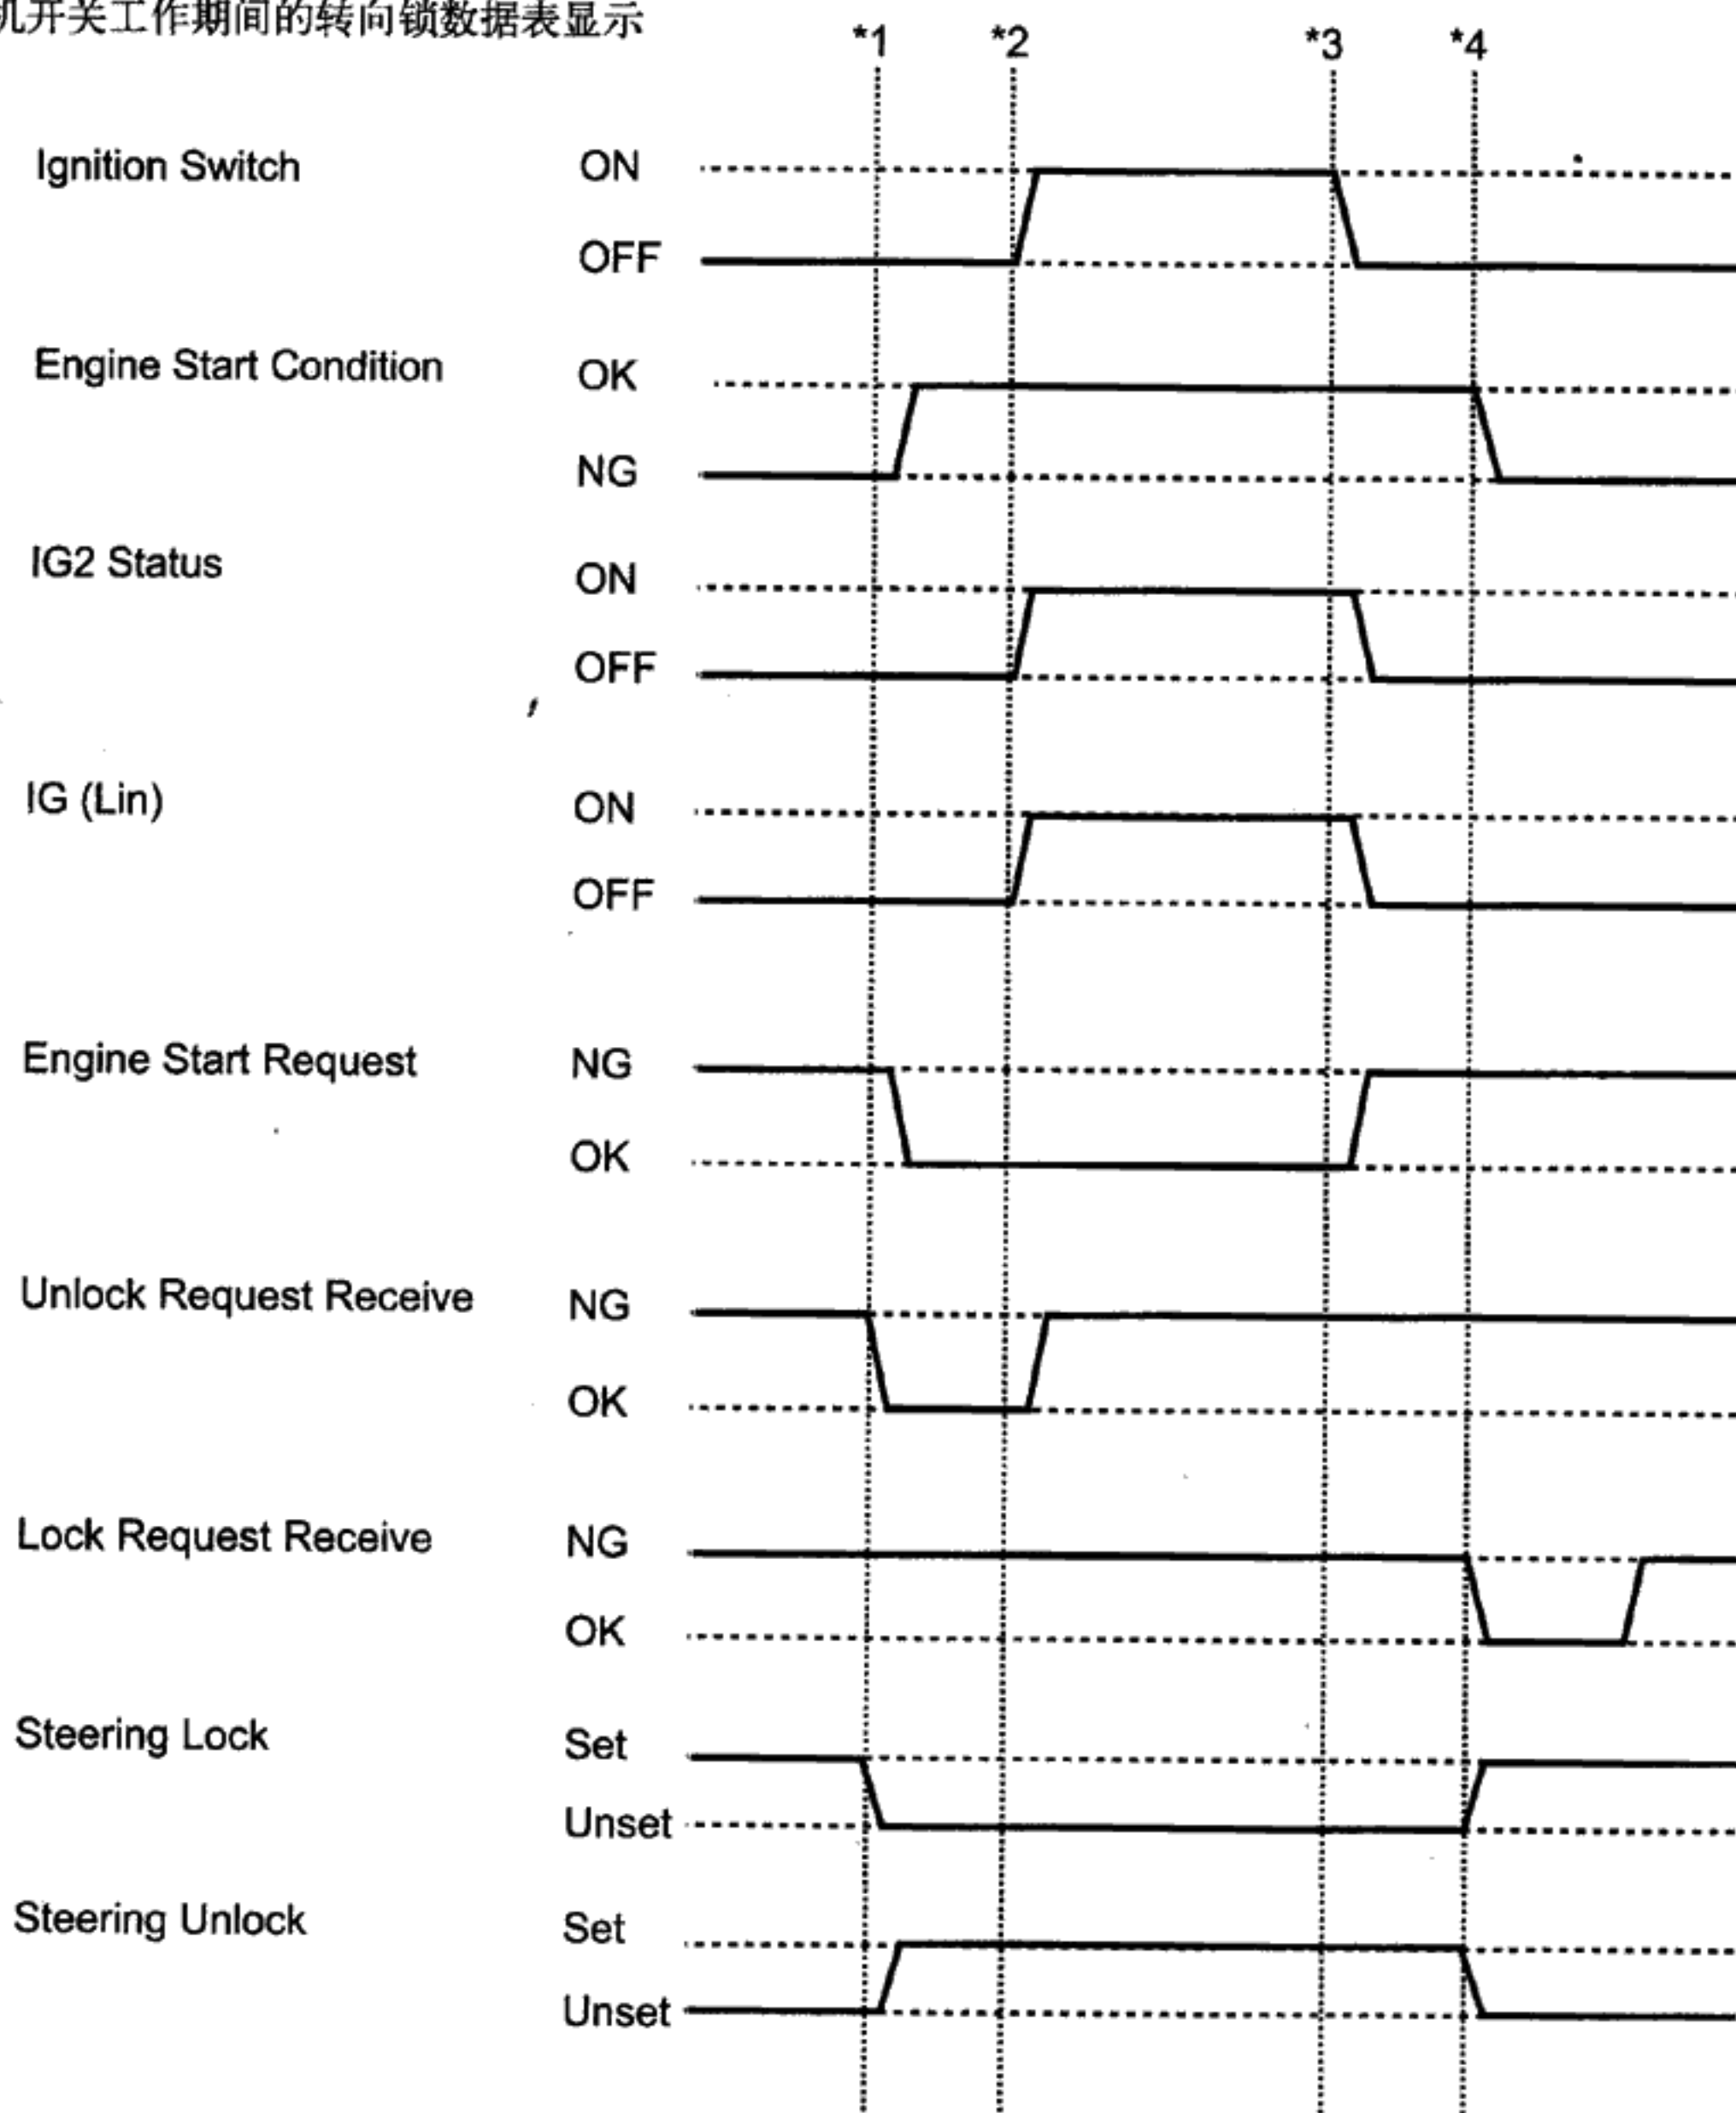 机开关工作期间的转向锁数据表显示
*1 *2 *3 *4
Ignition Switch ON
OFF
Engine Start Condition OK
NG
IG2 Status ON
OFF
IG (Lin) ON
OFF
Engine Start Request NG
OK
Unlock Request Receive NG
OK
Lock Request Receive NG
OK
Steering Lock Set
Unset
Steering Unlock Set
Unset